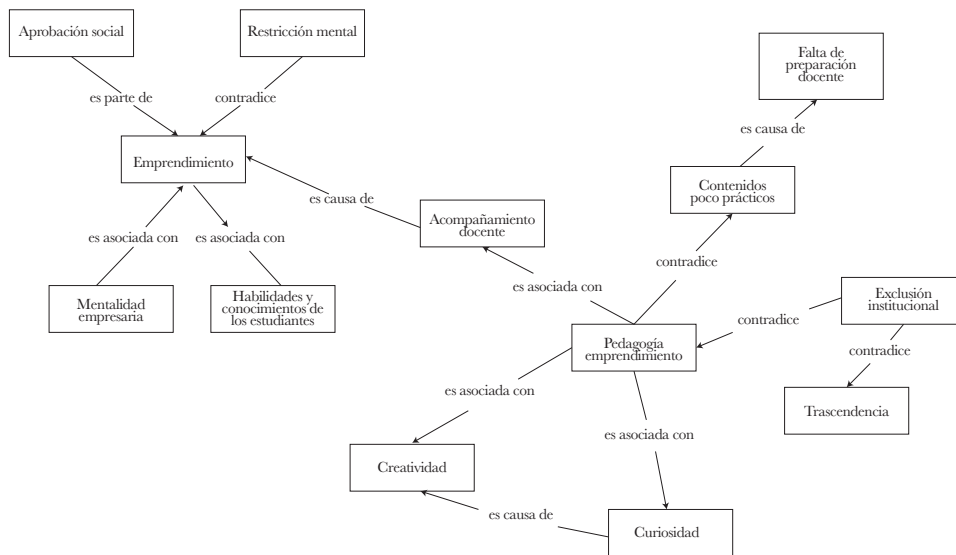 Aprobación social
Restricción mental
Falta de
preparación
docente
es parte de
contradice
es causa de
Emprendimiento
Contenidos
poco prácticos
es causa de
Acompañamiento
docente
es asociada con
es asociada con
contradice
es asociada con
Mentalidad
empresaria
Habilidades y
conocimientos de
los estudiantes
Exclusión
institucional
contradice
Pedagogía
emprendimiento
contradice
es asociada con
Trascendencia
es asociada con
Creatividad
es causa de
Curiosidad